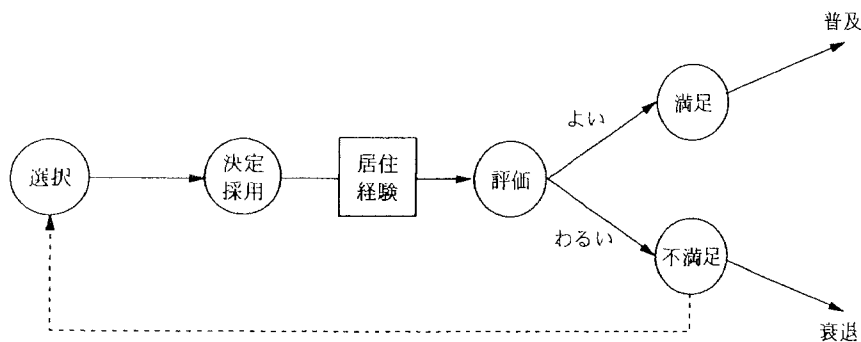 普及
満足
よい
選択
決定
採用
居住
経験
評価
わるい
不満足
衰退